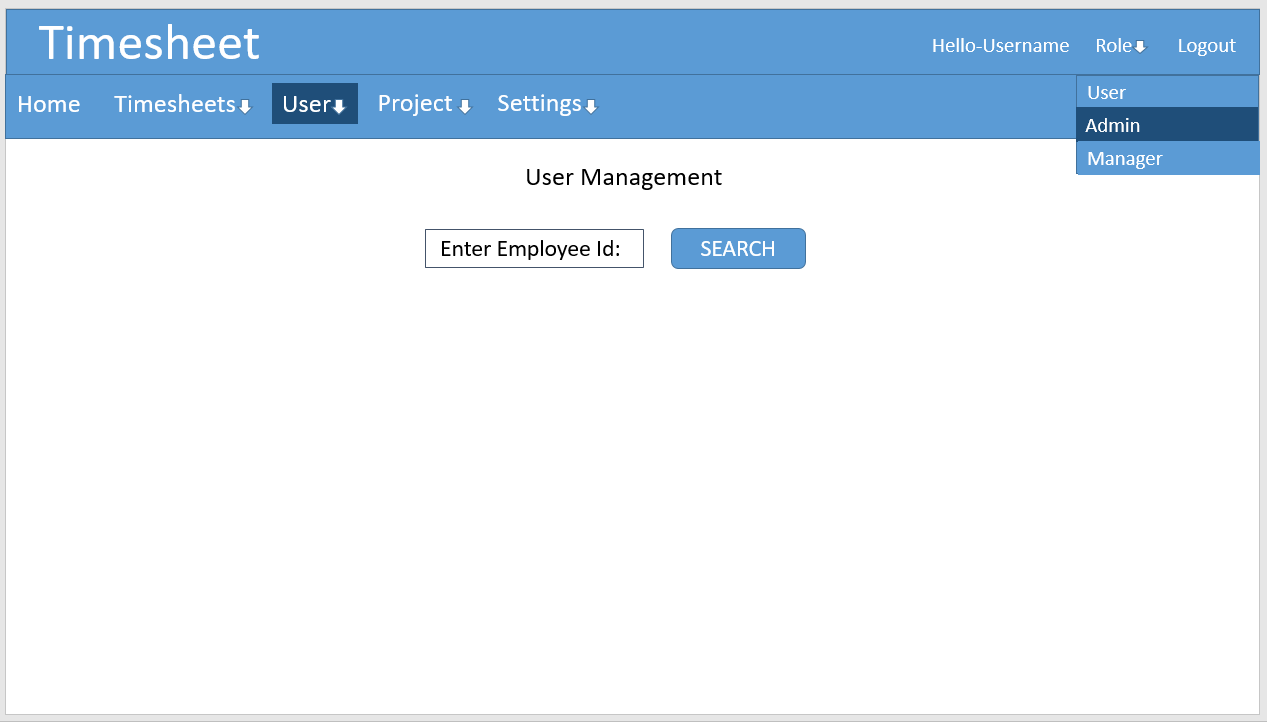 Timesheet
Hello-Username Role Logout
Home Timesheets User Project Settings
User
Admin
Manager
User Management
Enter Employee Id: SEARCH